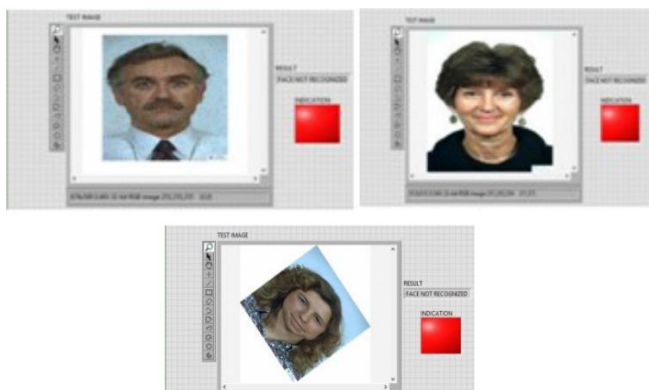 TEST IMAGE
RESULT
FACE NOT RECOGNIZED
INDICATION
TEST IMAGE
RESULT
FACE NOT RECOGNIZED
INDICATION
TEST IMAGE
RESULT
FACE NOT RECOGNIZED
INDICATION